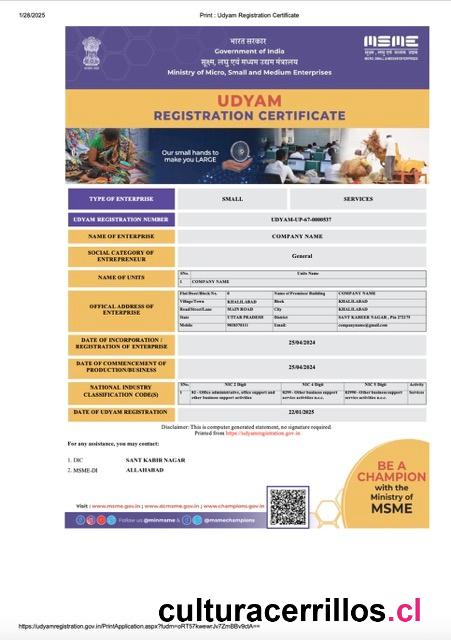 1/28/2025 Print : Udyam Registration Certificate
भारत सरकार
Government of India
सूक्ष्म, लघु एवं मध्यम उद्यम मंत्रालय
Ministry of Micro, Small and Medium Enterprises
MSME
MICRO, SMALL & MEDIUM ENTERPRISES
UDYAM
REGISTRATION CERTIFICATE
Our small hands to
make you LARGE
TYPE OF ENTERPRISE SMALL SERVICES
UDYAM REGISTRATION NUMBER UDYAM-UP-67-0000537
NAME OF ENTERPRISE COMPANY NAME
SOCIAL CATEGORY OF
ENTREPRENEUR General
NAME OF UNITS
SNo. Units Name
1 COMPANY NAME
OFFICAL ADDRESS OF
ENTERPRISE
Flat/Door/Block No. 0 Name of Premises/ Building COMPANY NAME
Village/Town KHALILABAD Block KHALILABAD
Road/Street/Lane MAIN ROAD City KHALILABAD
State UTTAR PRADESH District SANT KABEER NAGAR , Pin 272175
Mobile Email: companyname@gmail.com
DATE OF INCORPORATION /
REGISTRATION OF ENTERPRISE 25/04/2024
DATE OF COMMENCEMENT OF
PRODUCTION/BUSINESS 25/04/2024
NATIONAL INDUSTRY
CLASSIFICATION CODE(S)
SNo. NIC 2 Digit NIC 4 Digit NIC 5 Digit Activity
1 82 - Office administrative, office support and other business support activities 8299 - Other business support service activities n.e.c. 82990 - Other business support service activities n.e.c. Services
DATE OF UDYAM REGISTRATION 22/01/2025
Disclaimer: This is computer generated statement, no signature required
Printed from https://udyamregistration.gov.in
For any assistance, you may contact:
1. DIC SANT KABIR NAGAR
2. MSME-DI ALLAHABAD
BE A
CHAMPION
with the
Ministry of
MSME
Visit : www.msme.gov.in ; www.dcmsme.gov.in ; www.champions.gov.in
Follow us @minmsme & @msmechampions
culturacerrillos.cl